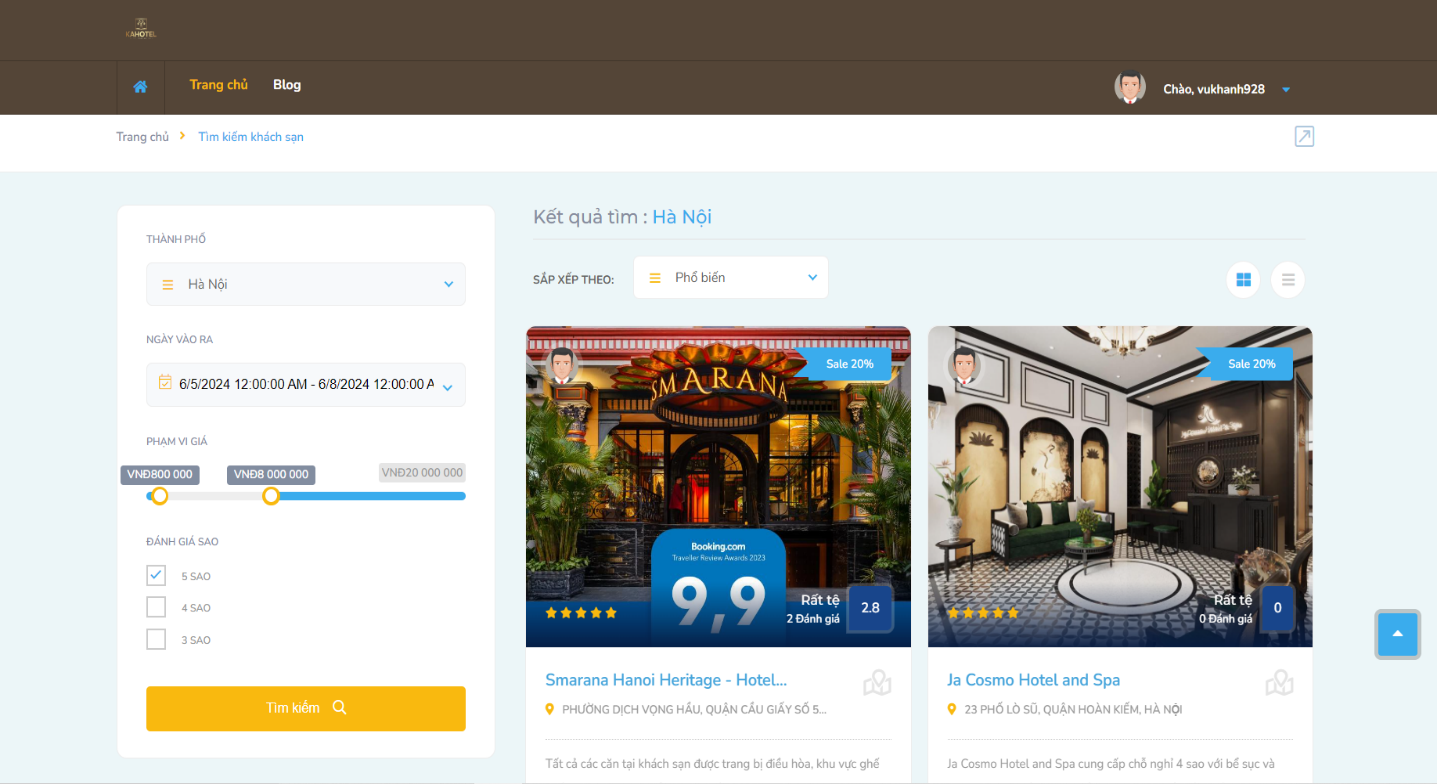 KAHOTEL
Trang chủ
Blog
Chào, vukhanh928
Trang chủ
Tìm kiếm khách sạn
THÀNH PHỐ
Hà Nội
NGÀY VÀO RA
6/5/2024 12:00:00 AM - 6/8/2024 12:00:00 A
PHẠM VI GIÁ
VNĐ800 000
VNĐ8 000 000
VNĐ20 000 000
ĐÁNH GIÁ SAO
5 SAO
4 SAO
3 SAO
Tìm kiếm
Kết quả tìm : Hà Nội
SẮP XẾP THEO:
Phổ biến
Sale 20%
SMARANA
Booking.com
Traveller Review Awards 2023
9,9
Rất tệ
2 Đánh giá
2.8
Smarana Hanoi Heritage - Hotel...
PHƯỜNG DỊCH VỌNG HẦU, QUẬN CẦU GIẤY SỐ 5...
Tất cả các căn tại khách sạn được trang bị điều hòa, khu vực ghế
Sale 20%
Ja Cosmo Hotel & Spa
Rất tệ
0 Đánh giá
0
Ja Cosmo Hotel and Spa
23 PHỐ LÒ SŨ, QUẬN HOÀN KIẾM, HÀ NỘI
Ja Cosmo Hotel and Spa cung cấp chỗ nghỉ 4 sao với bể sục và